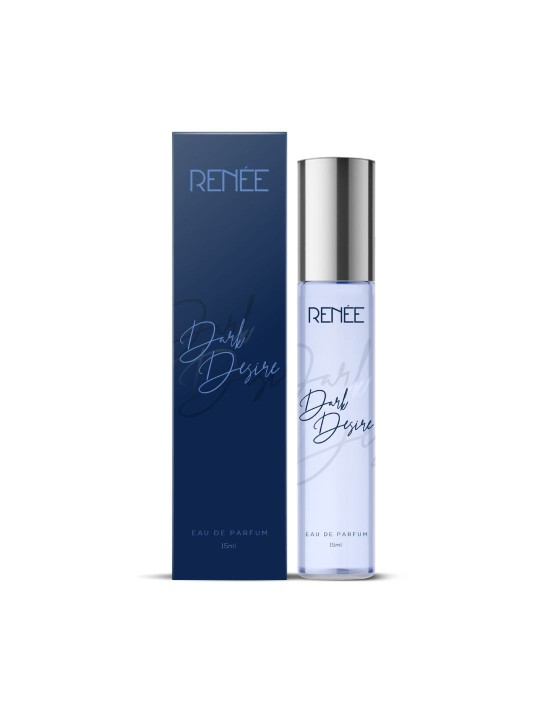 RENÉE
Dark
Desire
EAU DE PARFUM
15ml
RENÉE
Dark
Desire
EAU DE PARFUM
15ml